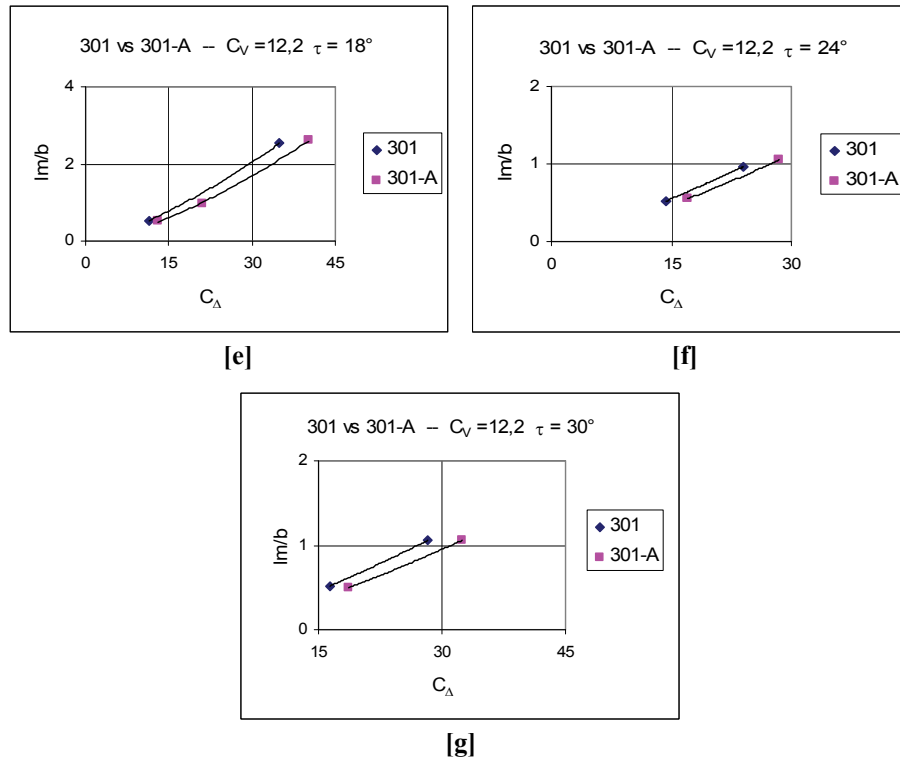 301 vs 301-A -- C_V =12,2 τ = 18°
lm/b
4
2
0
0 15 30 45
C_Δ
301
301-A
[e]
301 vs 301-A -- C_V =12,2 τ = 24°
lm/b
2
1
0
0 15 30
C_Δ
301
301-A
[f]
301 vs 301-A -- C_V =12,2 τ = 30°
lm/b
2
1
0
15 30 45
C_Δ
301
301-A
[g]